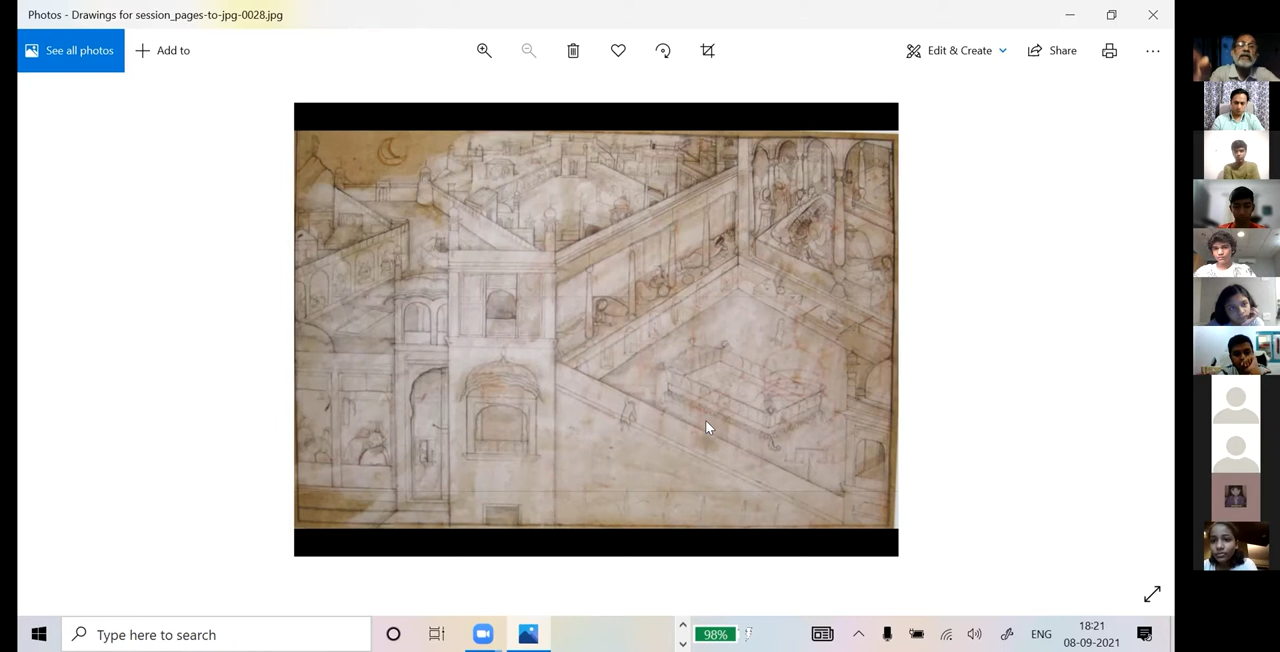 Photos - Drawings for session_pages-to-jpg-0028.jpg
See all photos
Add to
Edit & Create
Share
Type here to search
98%
ENG
18:21
08-09-2021